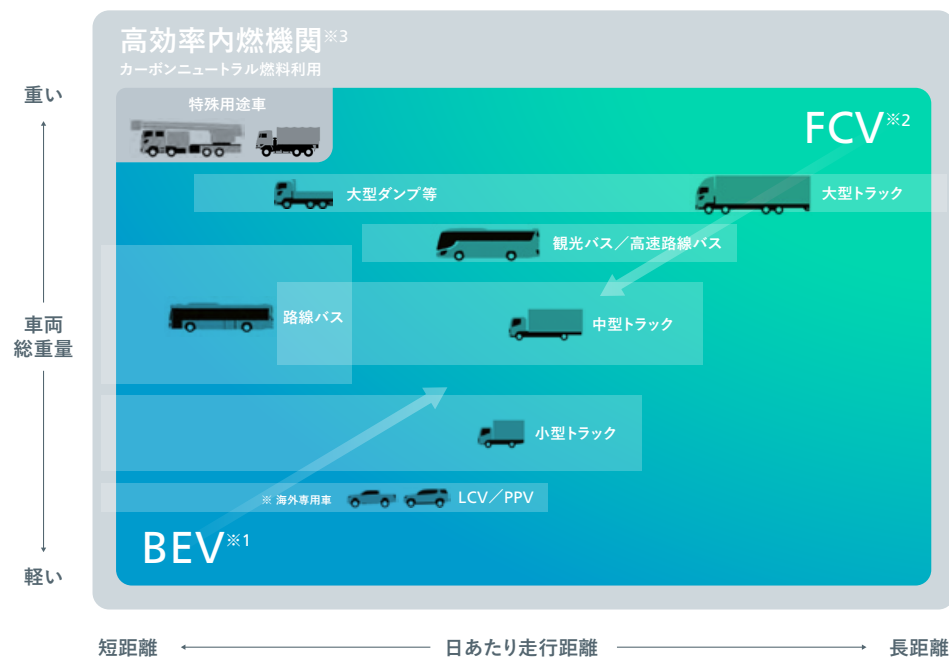 高効率内燃機関※3
カーボンニュートラル燃料利用
重い
特殊用途車
FCV※2
大型ダンプ等
大型トラック
観光バス／高速路線バス
路線バス
中型トラック
車両
総重量
小型トラック
※ 海外専用車
LCV／PPV
BEV※1
軽い
短距離
日あたり走行距離
長距離